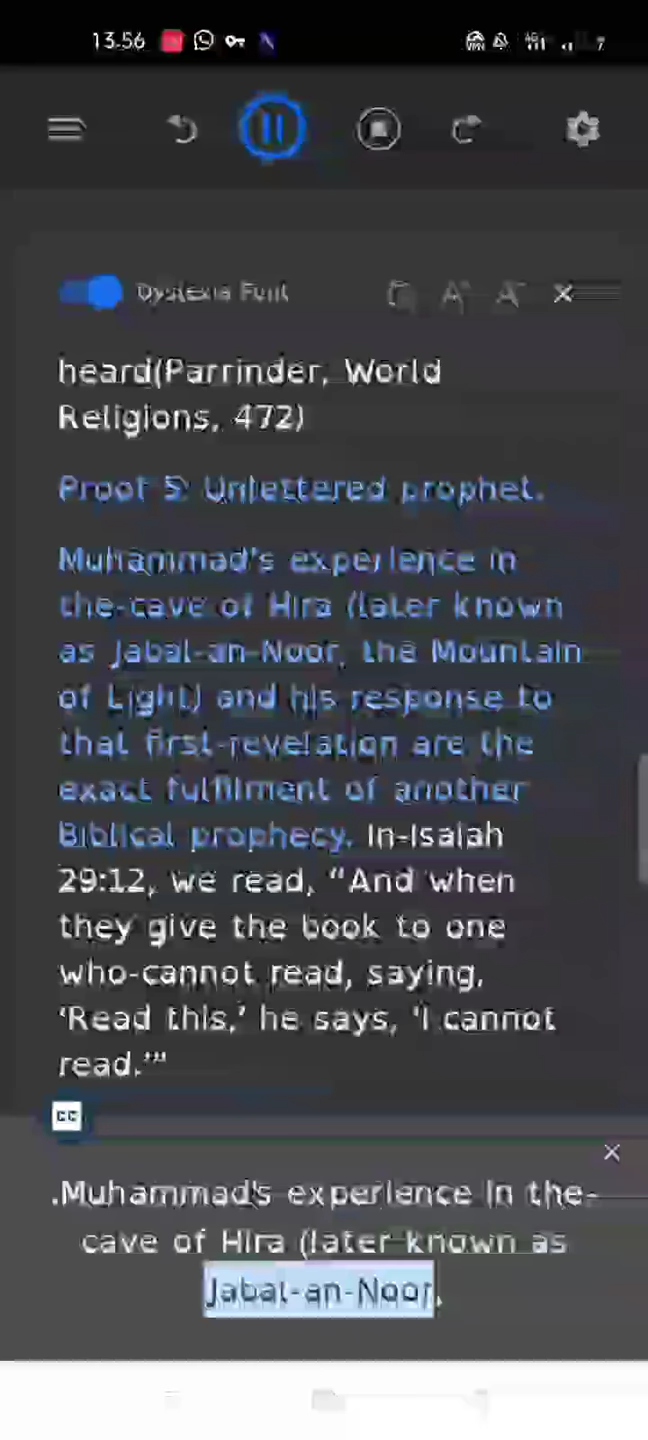 13.56
Dyslexia Font
heard(Parrinder, World
Religions, 472)
Proof 5: Unlettered prophet.
Muhammad's experience in
the-cave of Hira (later known
as Jabal-an-Noor, the Mountain
of Light) and his response to
that first-revelation are the
exact fulfilment of another
Biblical prophecy. In-Isaiah
29:12, we read, “And when
they give the book to one
who-cannot read, saying,
‘Read this,’ he says, ‘I cannot
read.’”
CC
.Muhammad's experience in the-
cave of Hira (later known as
Jabal-an-Noor,